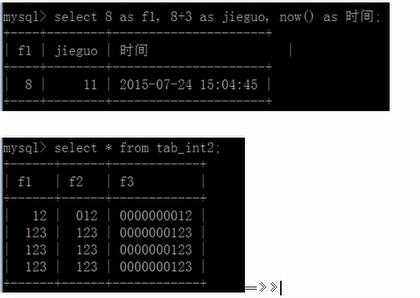 mysql> select 8 as f1, 8+3 as jieguo, now() as 时间;
+----+--------+---------------------+
| f1 | jieguo | 时间 |
+----+--------+---------------------+
| 8 | 11 | 2015-07-24 15:04:45 |
+----+--------+---------------------+
mysql> select * from tab_int2;
+------+------+------------+
| f1 | f2 | f3 |
+------+------+------------+
| 12 | 012 | 0000000012 |
| 123 | 123 | 0000000123 |
| 123 | 123 | 0000000123 |
| 123 | 123 | 0000000123 |
+------+------+------------+
==>>